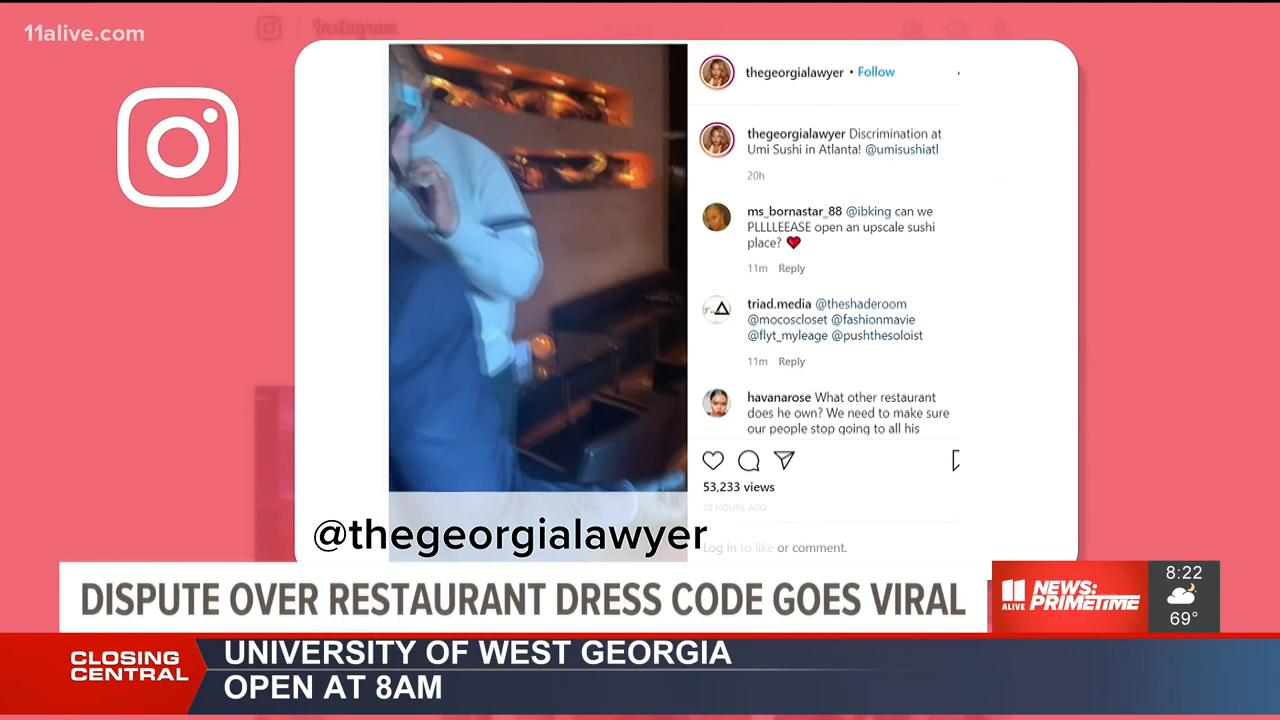 11alive.com
Instagram
thegeorgialawyer • Follow
thegeorgialawyer Discrimination at
Umi Sushi in Atlanta! @umisushiatl
20h
ms_bornastar_88 @ibking can we
PLLLLEEASE open an upscale sushi
place? ❤️
11m Reply
triad.media @theshaderoom
@mocoscloset @fashionmavie
@flyt_myleage @pushthesoloist
11m Reply
havanarose What other restaurant
does he own? We need to make sure
our people stop going to all his
53,233 views
20 HOURS AGO
Log in to like or comment.
@thegeorgialawyer
DISPUTE OVER RESTAURANT DRESS CODE GOES VIRAL
11 ALIVE NEWS: PRIMETIME
8:22
69°
CLOSING CENTRAL
UNIVERSITY OF WEST GEORGIA
OPEN AT 8AM